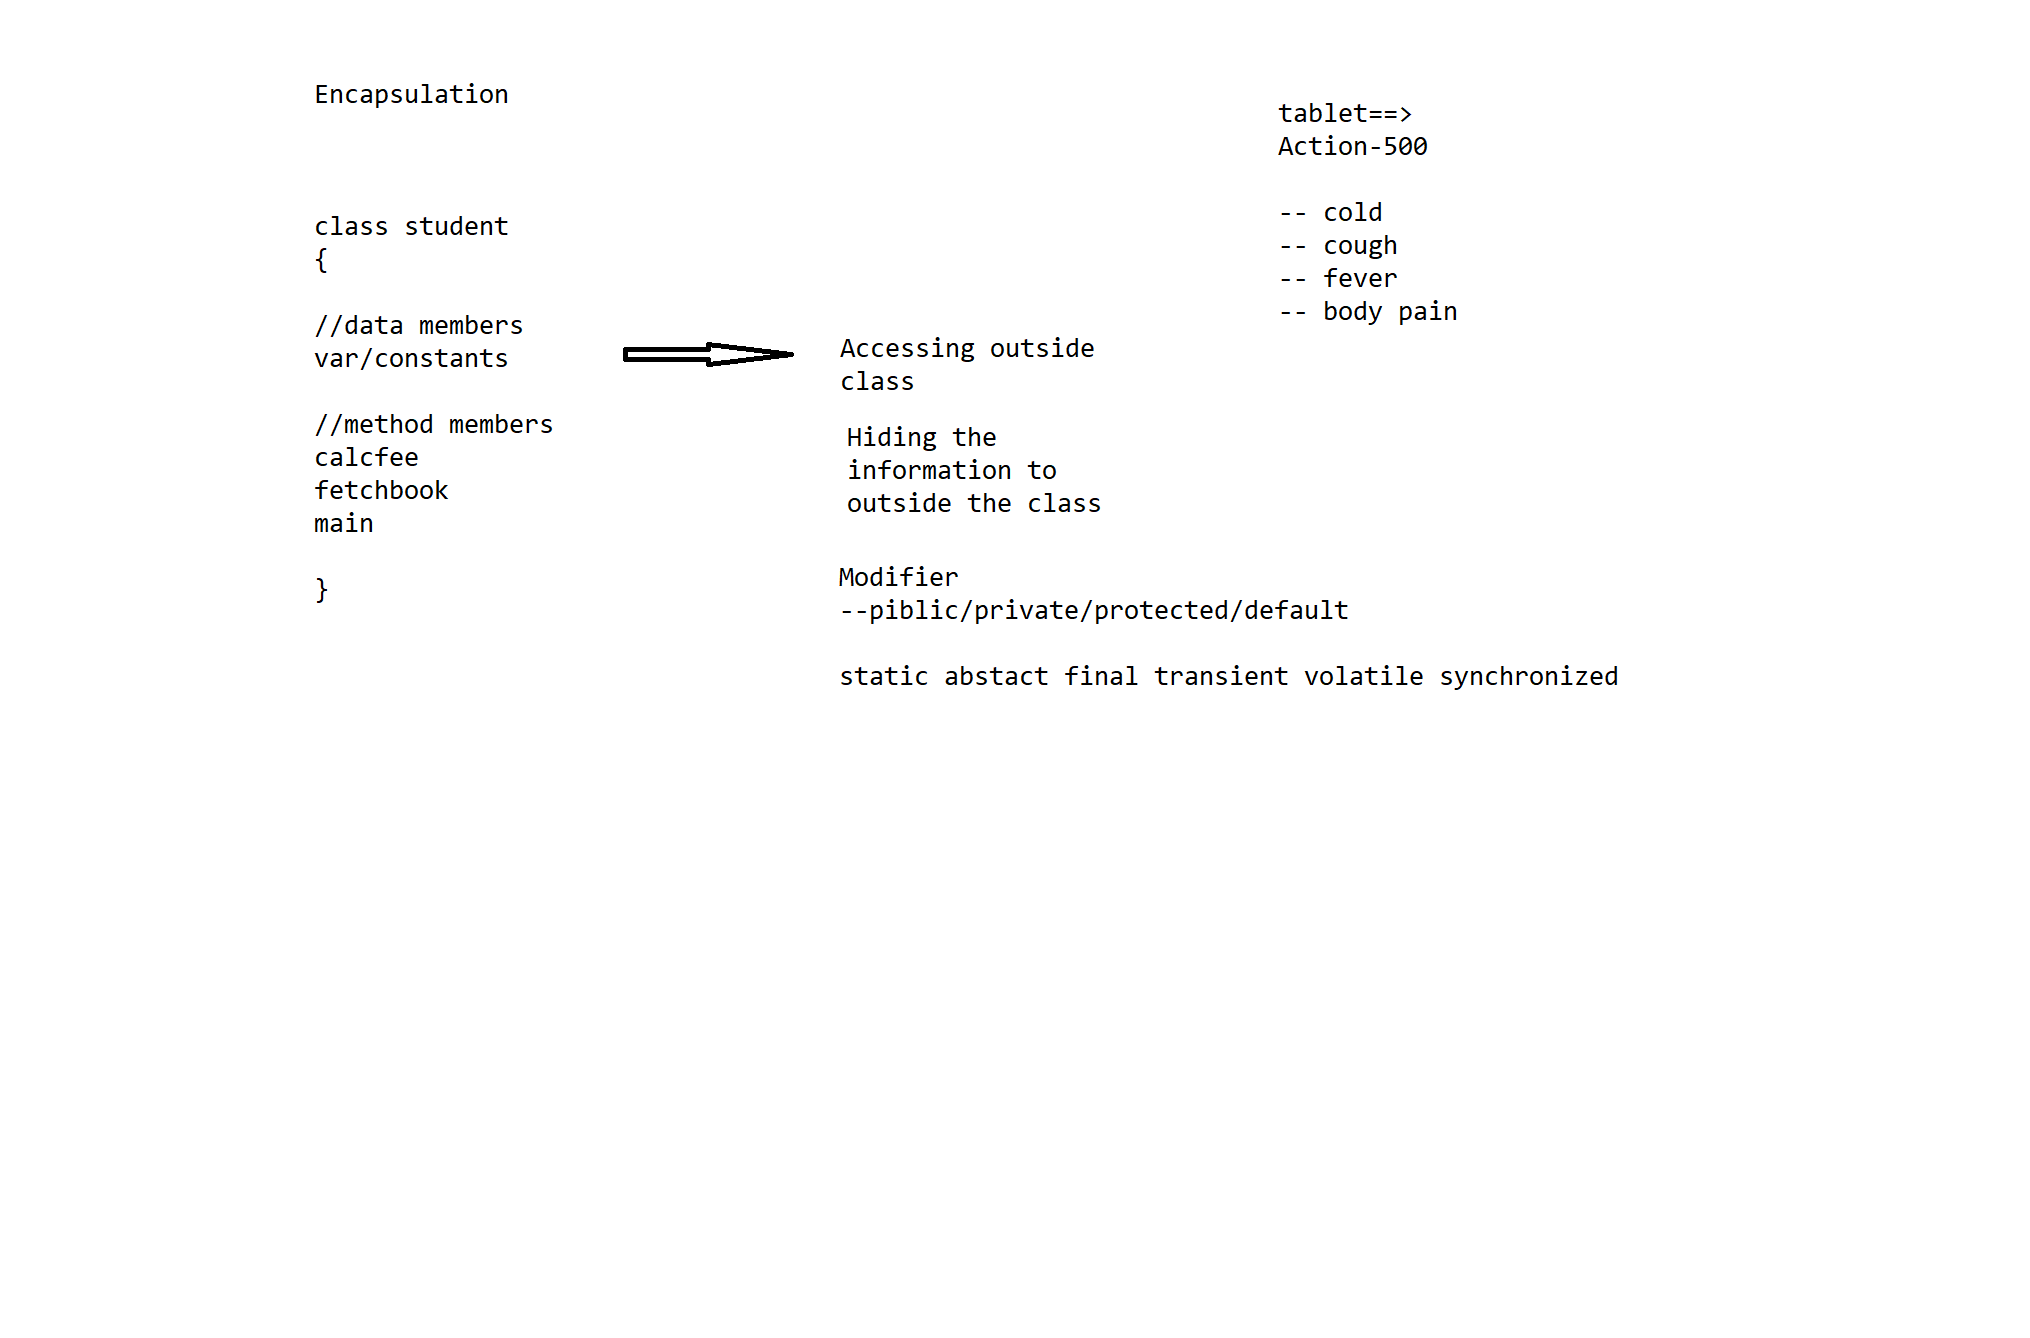 Encapsulation
class student
{
//data members
var/constants
//method members
calcfee
fetchbook
main
}
Accessing outside
class
Hiding the
information to
outside the class
Modifier
--piblic/private/protected/default
static abstact final transient volatile synchronized
tablet==>
Action-500
-- cold
-- cough
-- fever
-- body pain